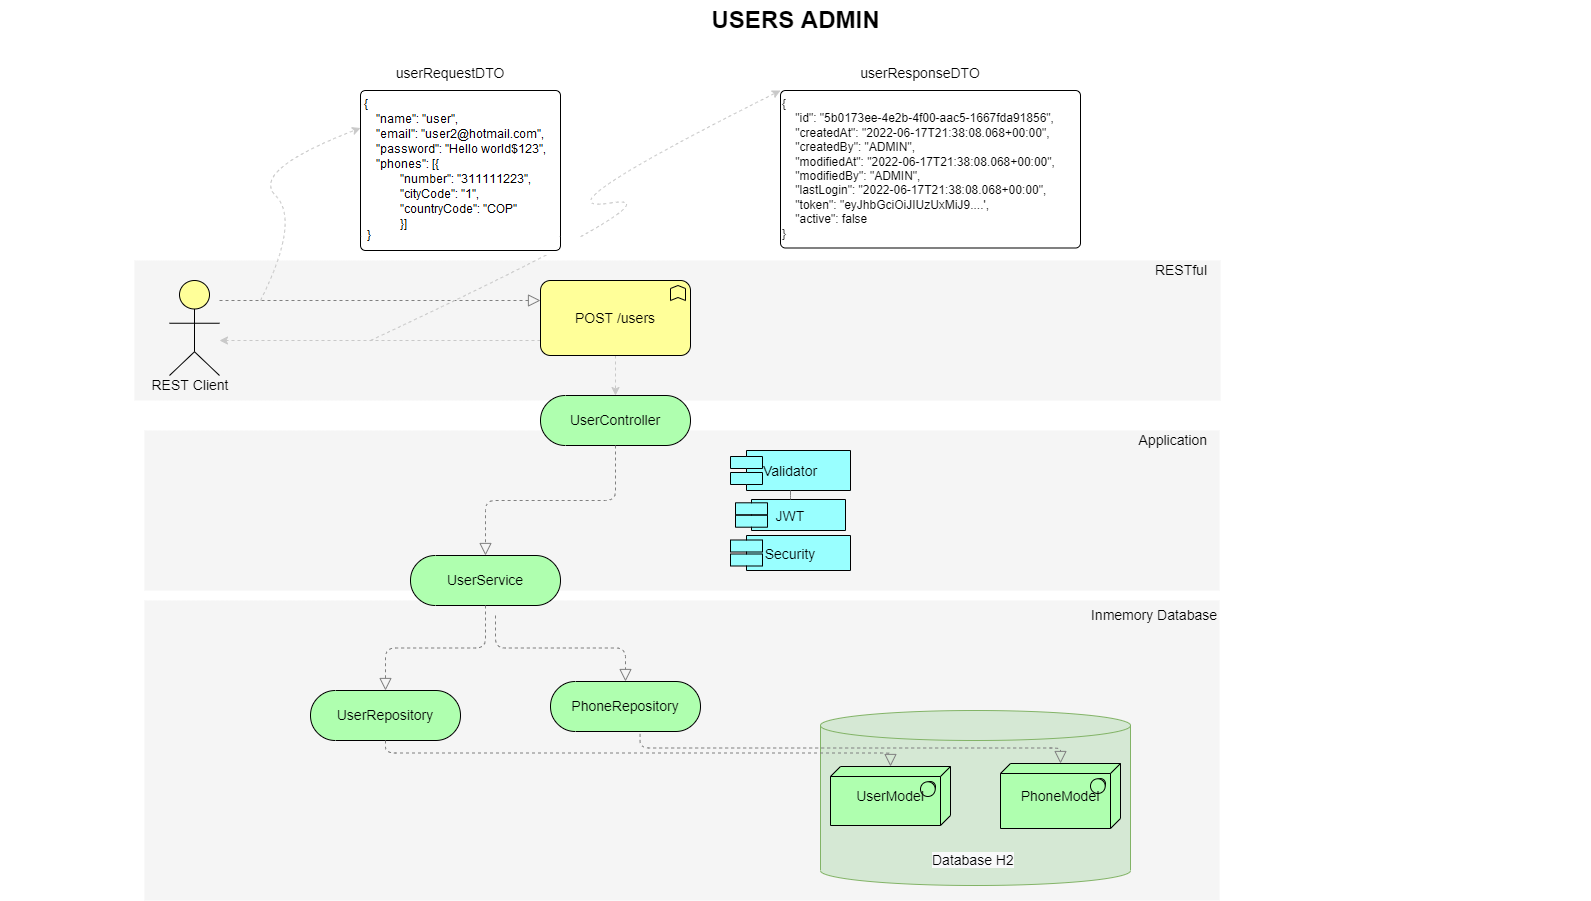 USERS ADMIN
userRequestDTO
{
"name": "user",
"email": "user2@hotmail.com",
"password": "Hello world$123",
"phones": [{
"number": "311111223",
"cityCode": "1",
"countryCode": "COP"
}]
}
userResponseDTO
{
"id": "5b0173ee-4e2b-4f00-aac5-1667fda91856",
"createdAt": "2022-06-17T21:38:08.068+00:00",
"createdBy": "ADMIN",
"modifiedAt": "2022-06-17T21:38:08.068+00:00",
"modifiedBy": "ADMIN",
"lastLogin": "2022-06-17T21:38:08.068+00:00",
"token": "eyJhbGciOiJIUzUxMiJ9....',
"active": false
}
RESTful
POST /users
REST Client
UserController
Application
Validator
JWT
Security
UserService
Inmemory Database
UserRepository
PhoneRepository
UserModel
PhoneModel
Database H2